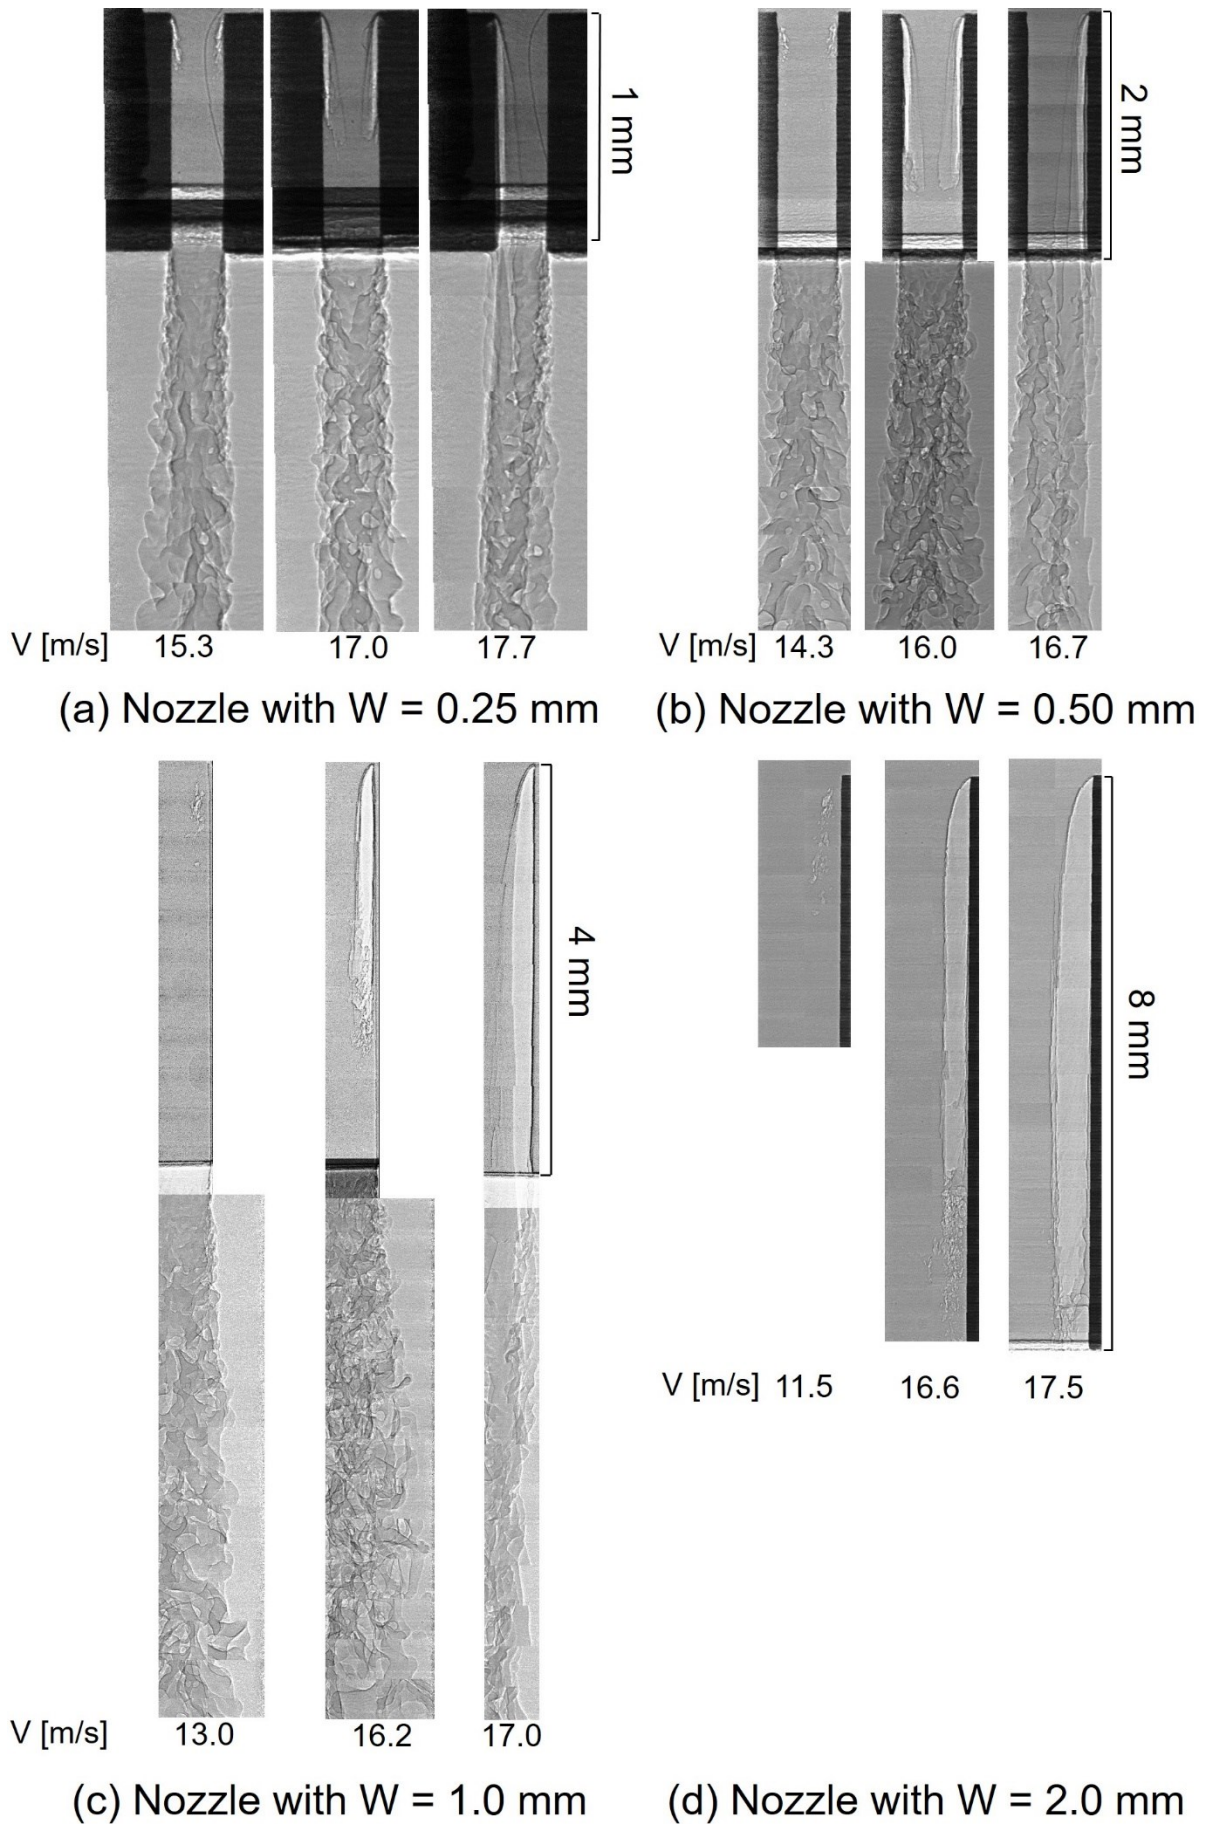 1 mm
2 mm
V [m/s] 15.3 17.0 17.7
V [m/s] 14.3 16.0 16.7
(a) Nozzle with W = 0.25 mm
(b) Nozzle with W = 0.50 mm
4 mm
8 mm
V [m/s] 11.5 16.6 17.5
V [m/s] 13.0 16.2 17.0
(c) Nozzle with W = 1.0 mm
(d) Nozzle with W = 2.0 mm